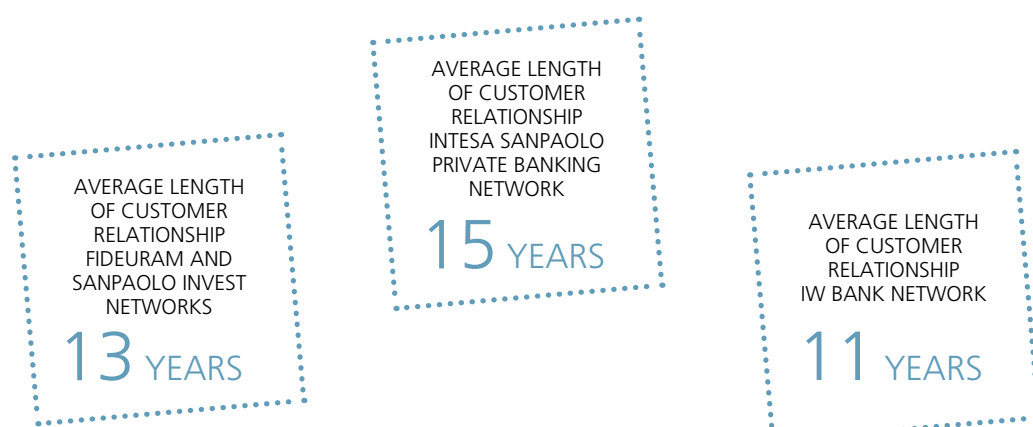 AVERAGE LENGTH
OF CUSTOMER
RELATIONSHIP
FIDEURAM AND
SANPAOLO INVEST
NETWORKS
13 YEARS
AVERAGE LENGTH
OF CUSTOMER
RELATIONSHIP
INTESA SANPAOLO
PRIVATE BANKING
NETWORK
15 YEARS
AVERAGE LENGTH
OF CUSTOMER
RELATIONSHIP
IW BANK NETWORK
11 YEARS